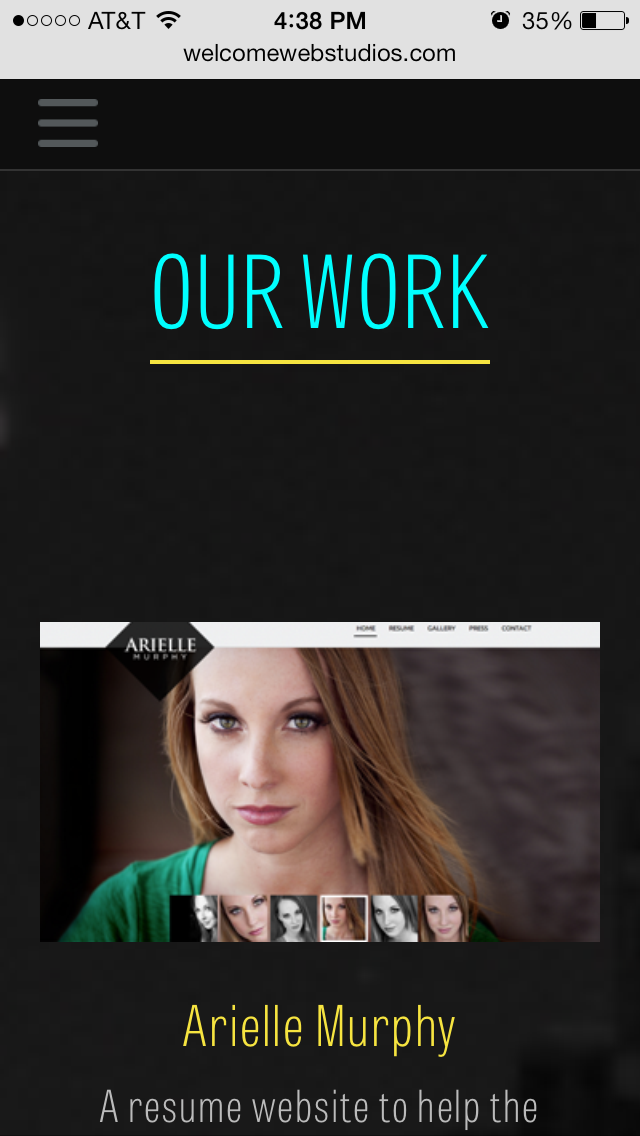 AT&T 4:38 PM 35%
welcomewebstudios.com
OUR WORK
HOME RESUME GALLERY PRESS CONTACT
ARIELLE
MURPHY
Arielle Murphy
A resume website to help the